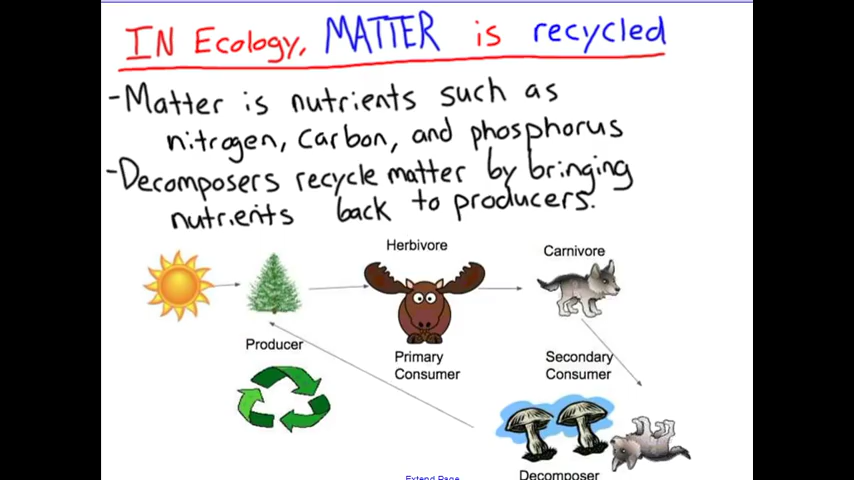 IN Ecology, MATTER is recycled
-Matter is nutrients such as
nitrogen, carbon, and phosphorus
-Decomposers recycle matter by bringing
nutrients back to producers.
Herbivore
Carnivore
Producer
Primary
Consumer
Secondary
Consumer
Decomposer
Extend Page